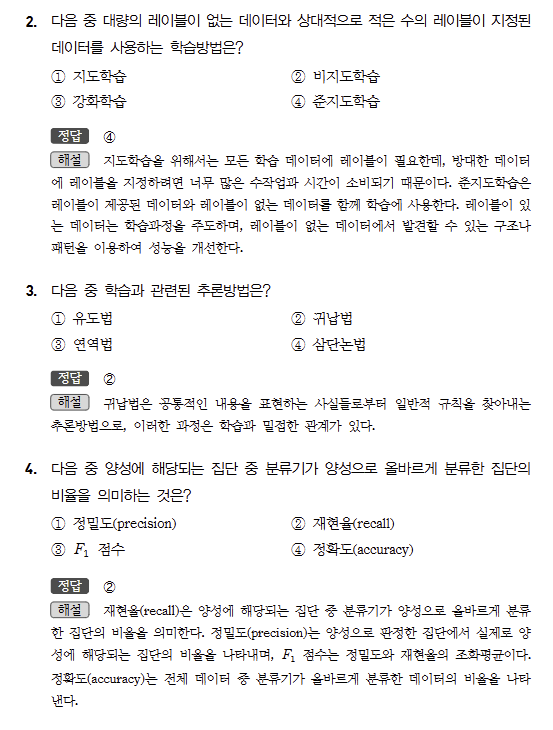 2. 다음 중 대량의 레이블이 없는 데이터와 상대적으로 적은 수의 레이블이 지정된
데이터를 사용하는 학습방법은?
① 지도학습 ② 비지도학습
③ 강화학습 ④ 준지도학습
정답 ④
해설 지도학습을 위해서는 모든 학습 데이터에 레이블이 필요한데, 방대한 데이터
에 레이블을 지정하려면 너무 많은 수작업과 시간이 소비되기 때문이다. 준지도학습은
레이블이 제공된 데이터와 레이블이 없는 데이터를 함께 학습에 사용한다. 레이블이 있
는 데이터는 학습과정을 주도하며, 레이블이 없는 데이터에서 발견할 수 있는 구조나
패턴을 이용하여 성능을 개선한다.
3. 다음 중 학습과 관련된 추론방법은?
① 유도법 ② 귀납법
③ 연역법 ④ 삼단논법
정답 ②
해설 귀납법은 공통적인 내용을 표현하는 사실들로부터 일반적 규칙을 찾아내는
추론방법으로, 이러한 과정은 학습과 밀접한 관계가 있다.
4. 다음 중 양성에 해당되는 집단 중 분류기가 양성으로 올바르게 분류한 집단의
비율을 의미하는 것은?
① 정밀도(precision) ② 재현율(recall)
③ F₁ 점수 ④ 정확도(accuracy)
정답 ②
해설 재현율(recall)은 양성에 해당되는 집단 중 분류기가 양성으로 올바르게 분류
한 집단의 비율을 의미한다. 정밀도(precision)는 양성으로 판정한 집단에서 실제로 양
성에 해당되는 집단의 비율을 나타내며, F₁ 점수는 정밀도와 재현율의 조화평균이다.
정확도(accuracy)는 전체 데이터 중 분류기가 올바르게 분류한 데이터의 비율을 나타
낸다.